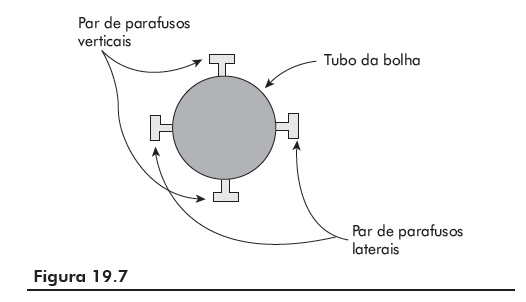 Par de parafusos
verticais
Tubo da bolha
Par de parafusos
laterais
Figura 19.7